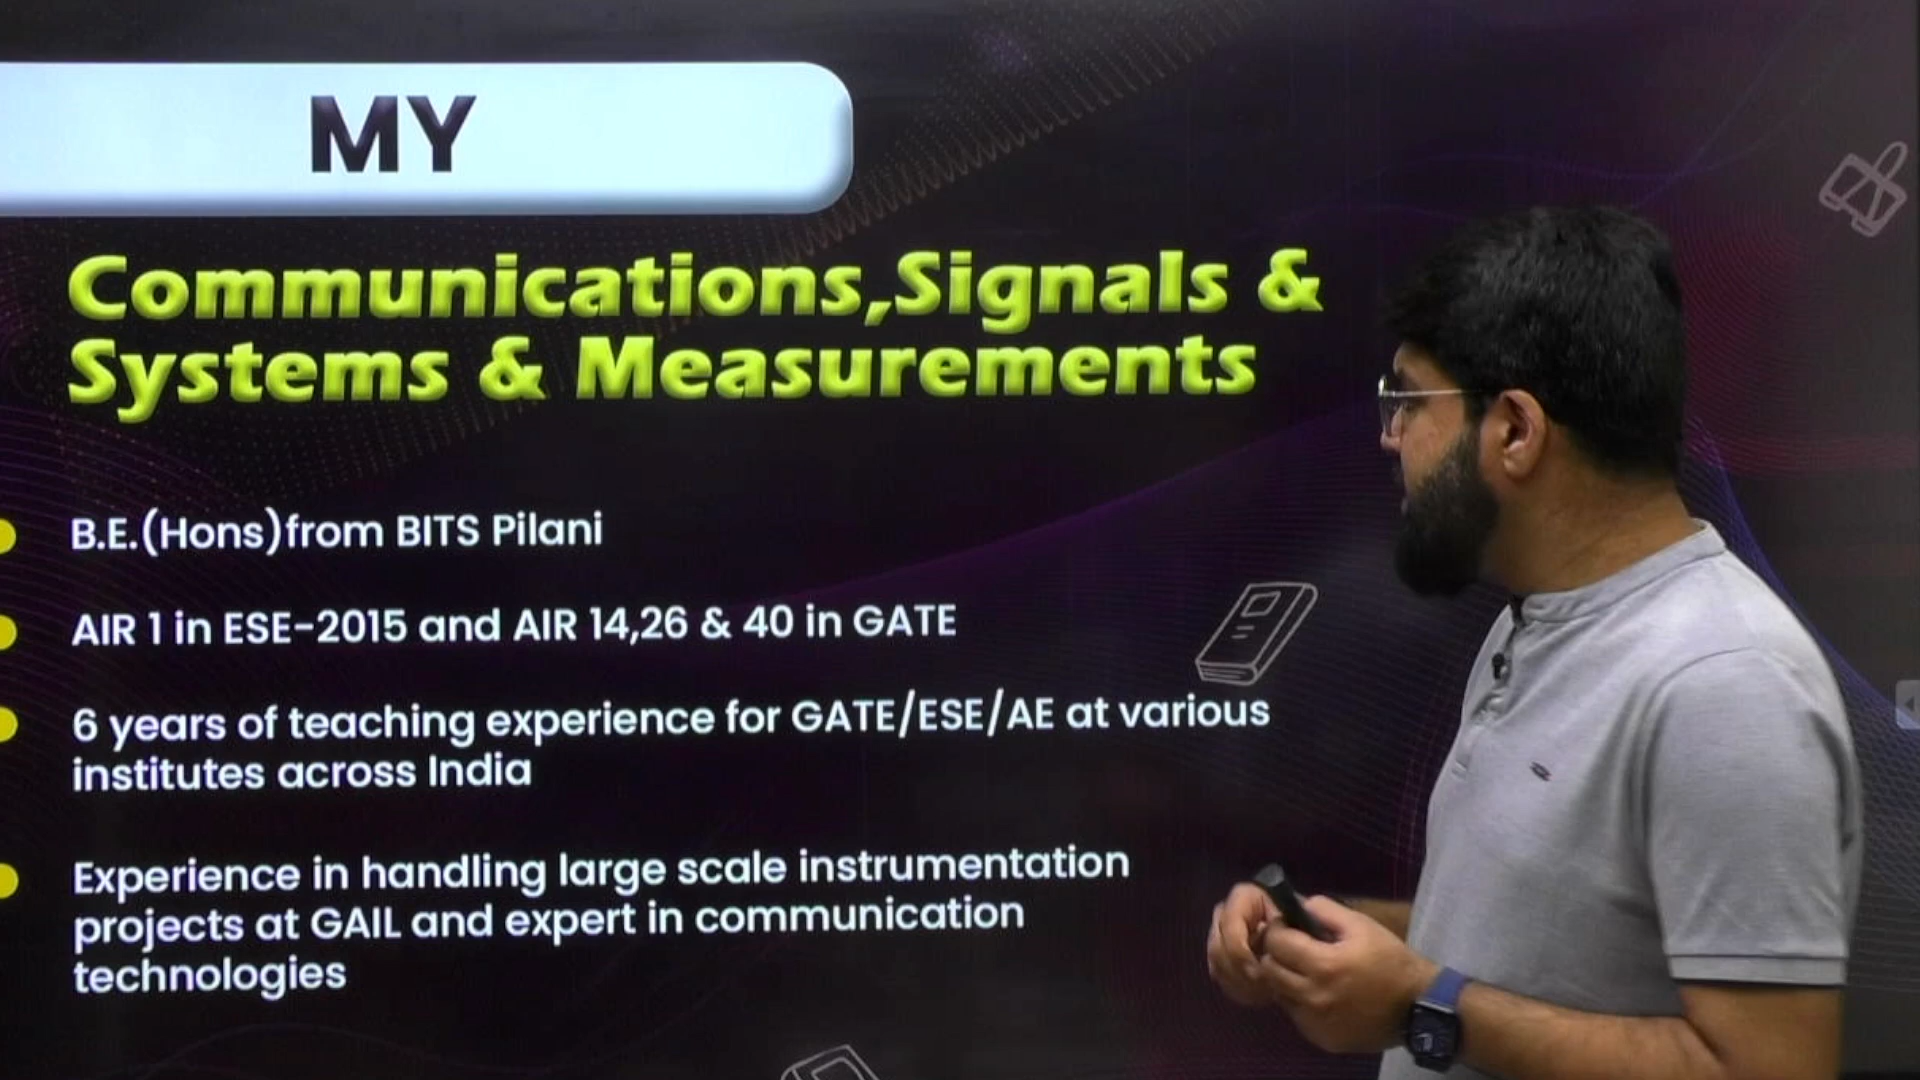 MY
Communications,Signals &
Systems & Measurements
B.E.(Hons)from BITS Pilani
AIR 1 in ESE-2015 and AIR 14,26 & 40 in GATE
6 years of teaching experience for GATE/ESE/AE at various
institutes across India
Experience in handling large scale instrumentation
projects at GAIL and expert in communication
technologies